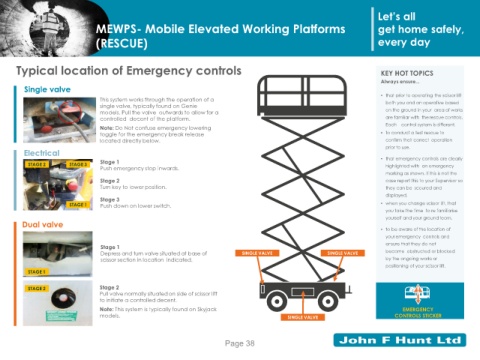 MEWPS- Mobile Elevated Working Platforms
(RESCUE)
Let's all
get home safely,
every day
Typical location of Emergency controls
Single valve
This system works through the operation of a
single valve, typically found on Genie
models. Pull the valve outwards to allow for a
controlled decent of the platform.
Note: Do Not confuse emergency lowering
toggle for the emergency break release
located directly below.
Electrical
STAGE 2
STAGE 3
STAGE 1
Stage 1
Push emergency stop inwards.
Stage 2
Turn key to lower position.
Stage 3
Push down on lower switch.
Dual valve
STAGE 1
Stage 1
Depress and turn valve situated at base of
scissor section in location indicated.
STAGE 2
Stage 2
Pull valve normally situated on side of scissor lift
to initiate a controlled decent.
Note: This system is typically found on Skyjack
models.
SINGLE VALVE
SINGLE VALVE
SINGLE VALVE
KEY HOT TOPICS
Always ensure...
• that prior to operating the scissor lift
both you and an operative based
on the ground in your area of works
are familiar with the rescue controls.
Each control system is different.
• to conduct a test rescue to
confirm that correct operation
prior to use.
• that emergency controls are clearly
highlighted with an emergency
marking as shown, if this is not the
case report this to your Supervisor so
they can be sourced and
displayed.
• when you change scissor lift, that
you take the time to re familiarise
yourself and your ground team.
• to be aware of the location of
your emergency controls and
ensure that they do not
become obstructed or blocked
by the ongoing works or
positioning of your scissor lift.
EMERGENCY
CONTROLS STICKER
Page 38
John F Hunt Ltd